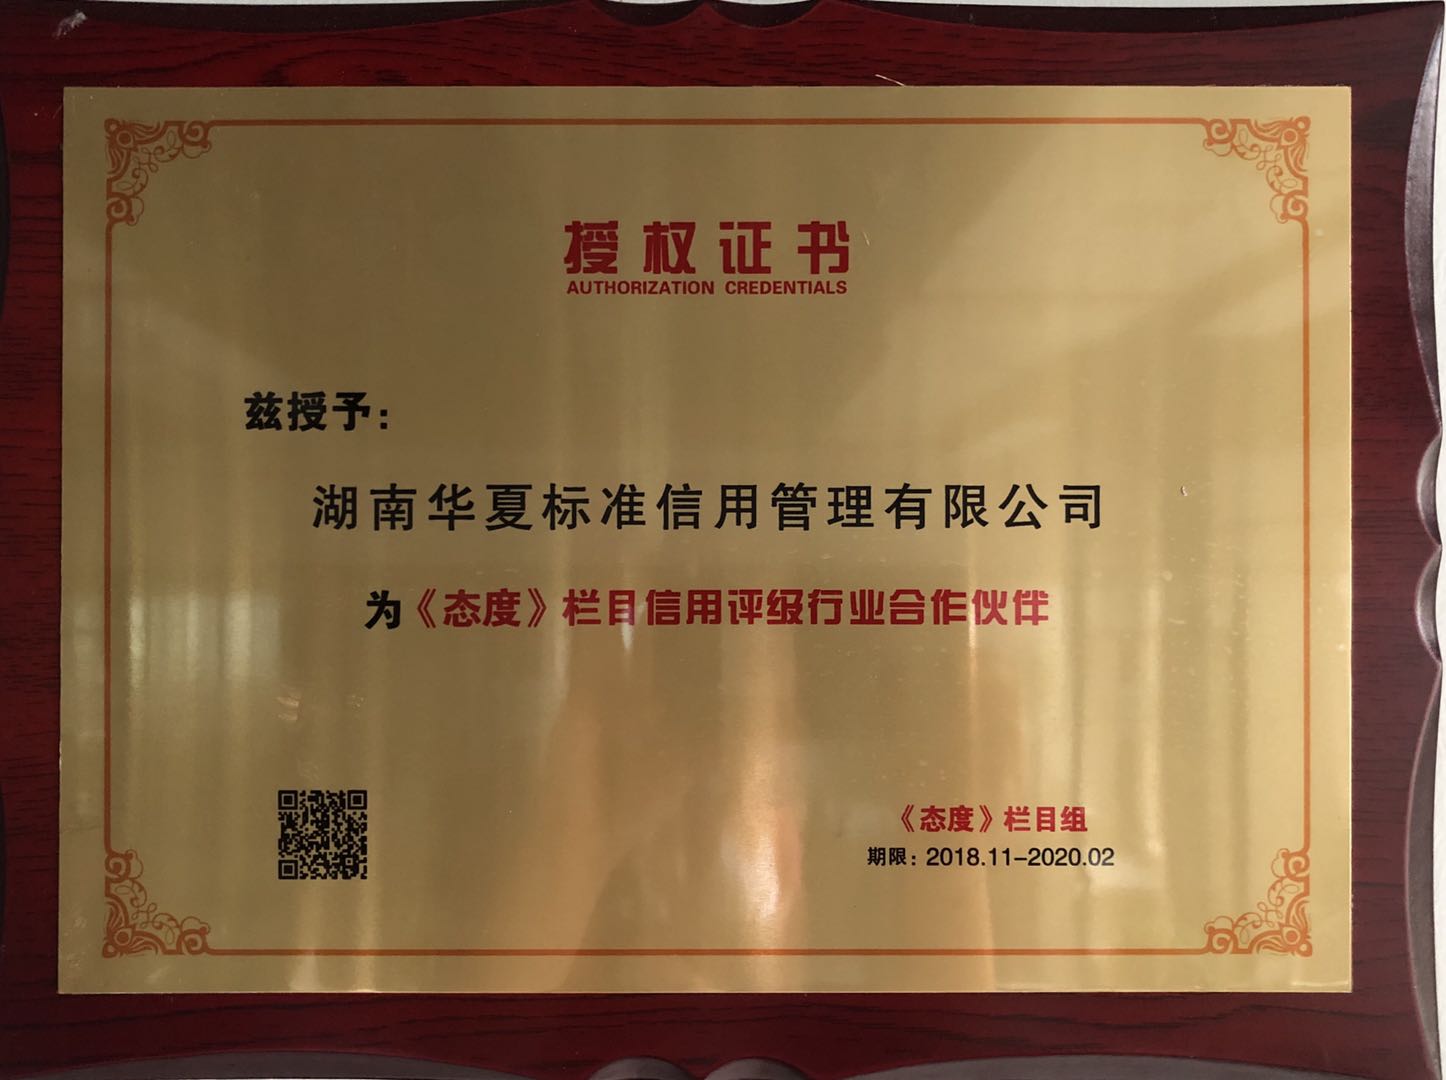 授权证书
AUTHORIZATION CREDENTIALS
兹授予：
湖南华夏标准信用管理有限公司
为《态度》栏目信用评级行业合作伙伴
《态度》栏目组
期限：2018.11-2020.02